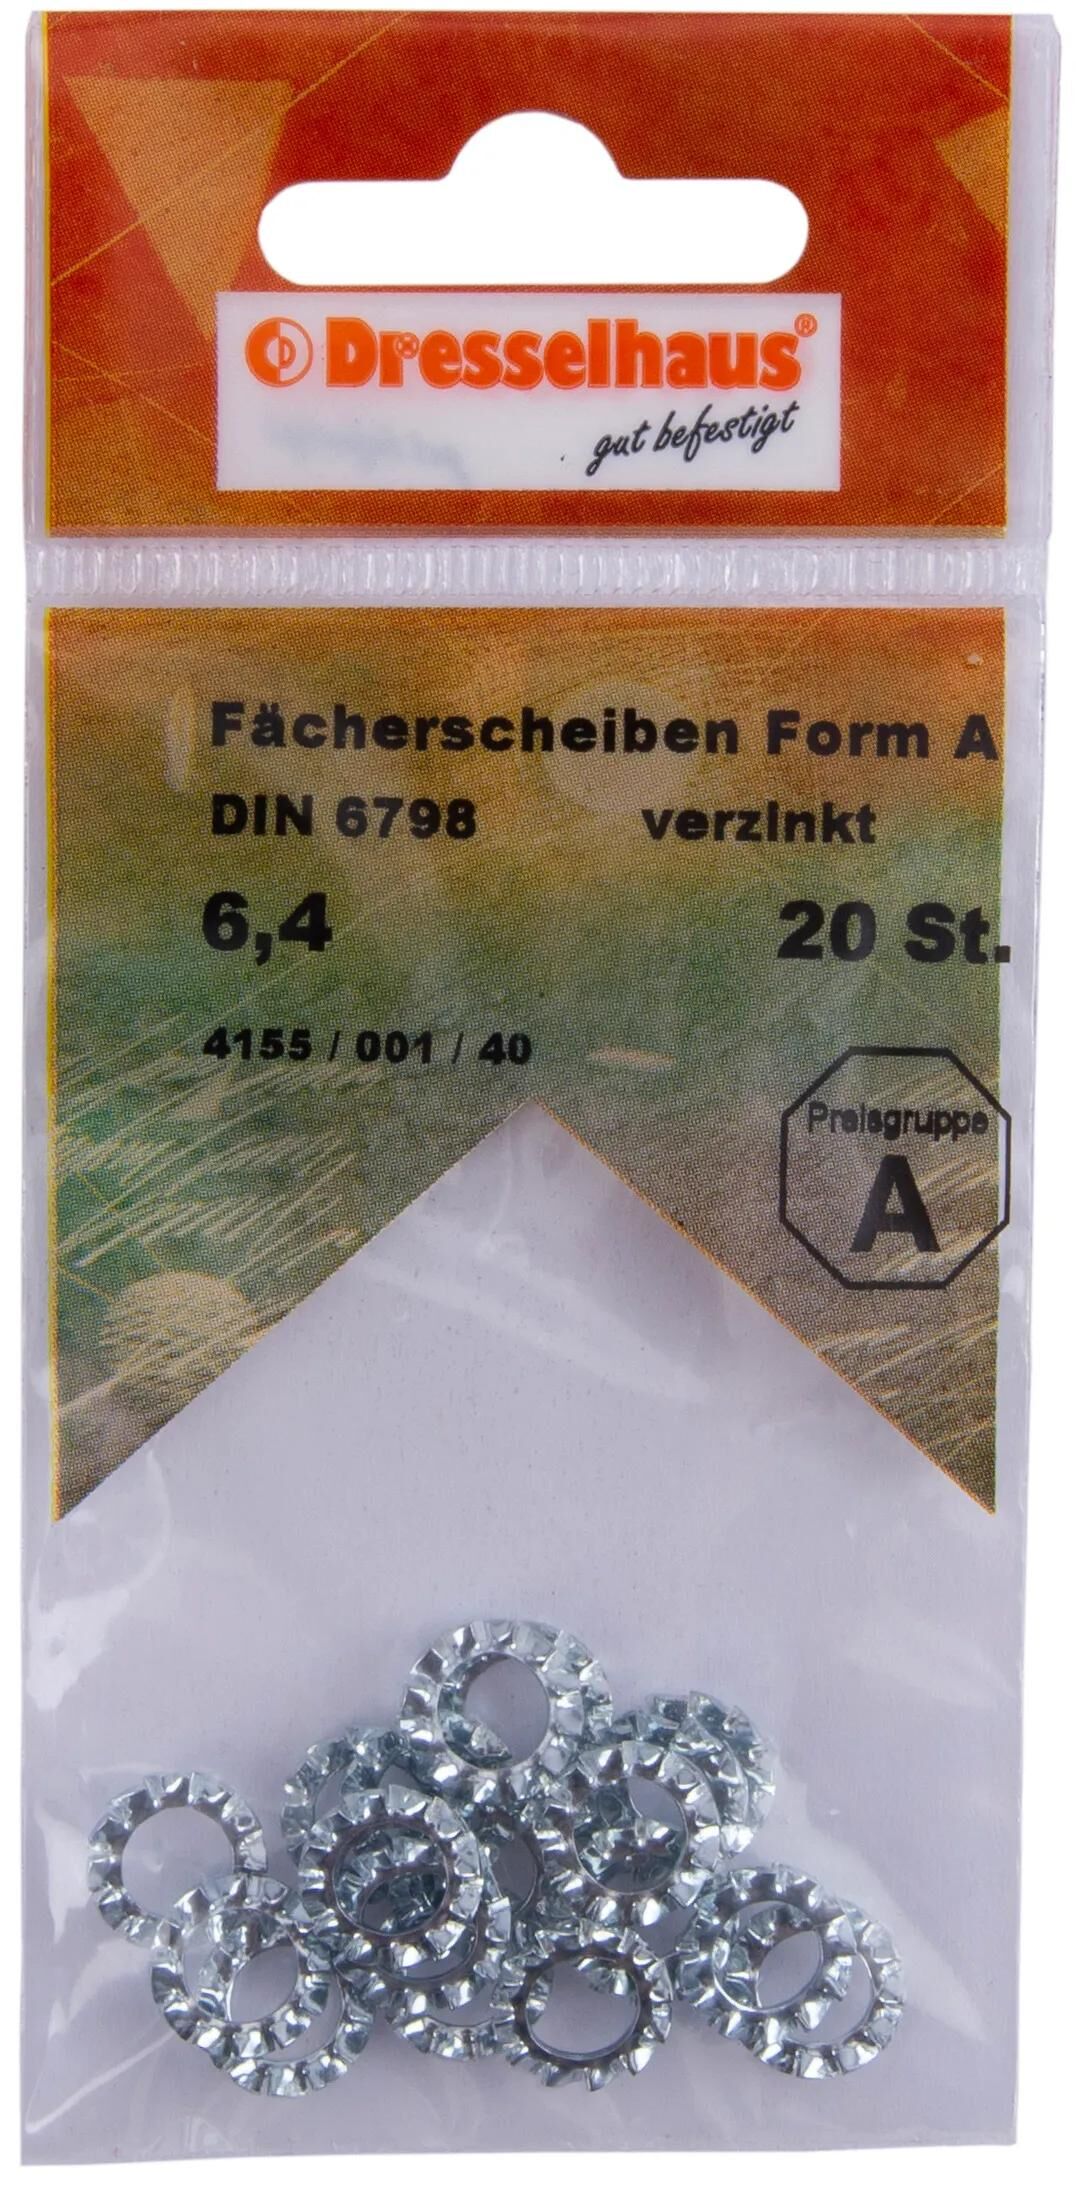 Dresselhaus®
gut befestigt
Fächerscheiben Form A
DIN 6798 verzinkt
6,4 20 St.
4155 / 001 / 40
Preisgruppe
A